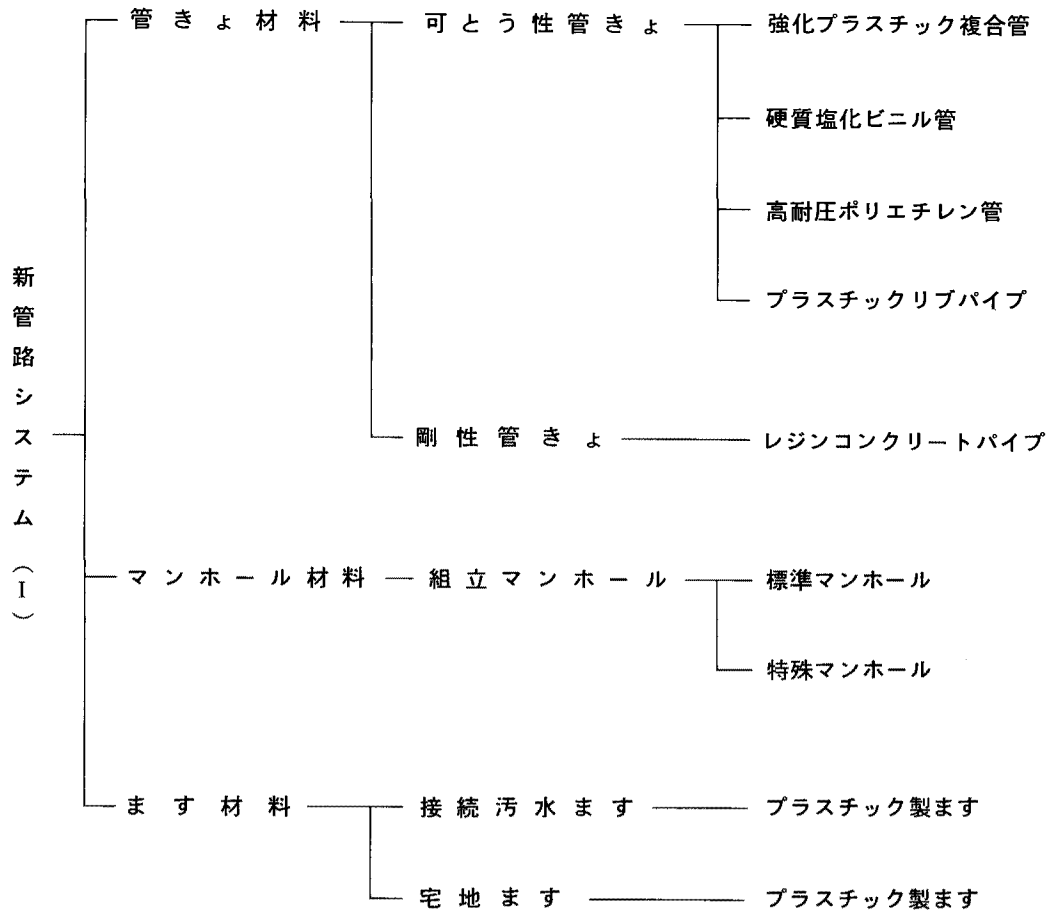 新管路システム（I）
管きょ材料
可とう性管きょ
強化プラスチック複合管
硬質塩化ビニル管
高耐圧ポリエチレン管
プラスチックリブパイプ
剛性管きょ
レジンコンクリートパイプ
マンホール材料
組立マンホール
標準マンホール
特殊マンホール
ます材料
接続汚水ます
プラスチック製ます
宅地ます
プラスチック製ます